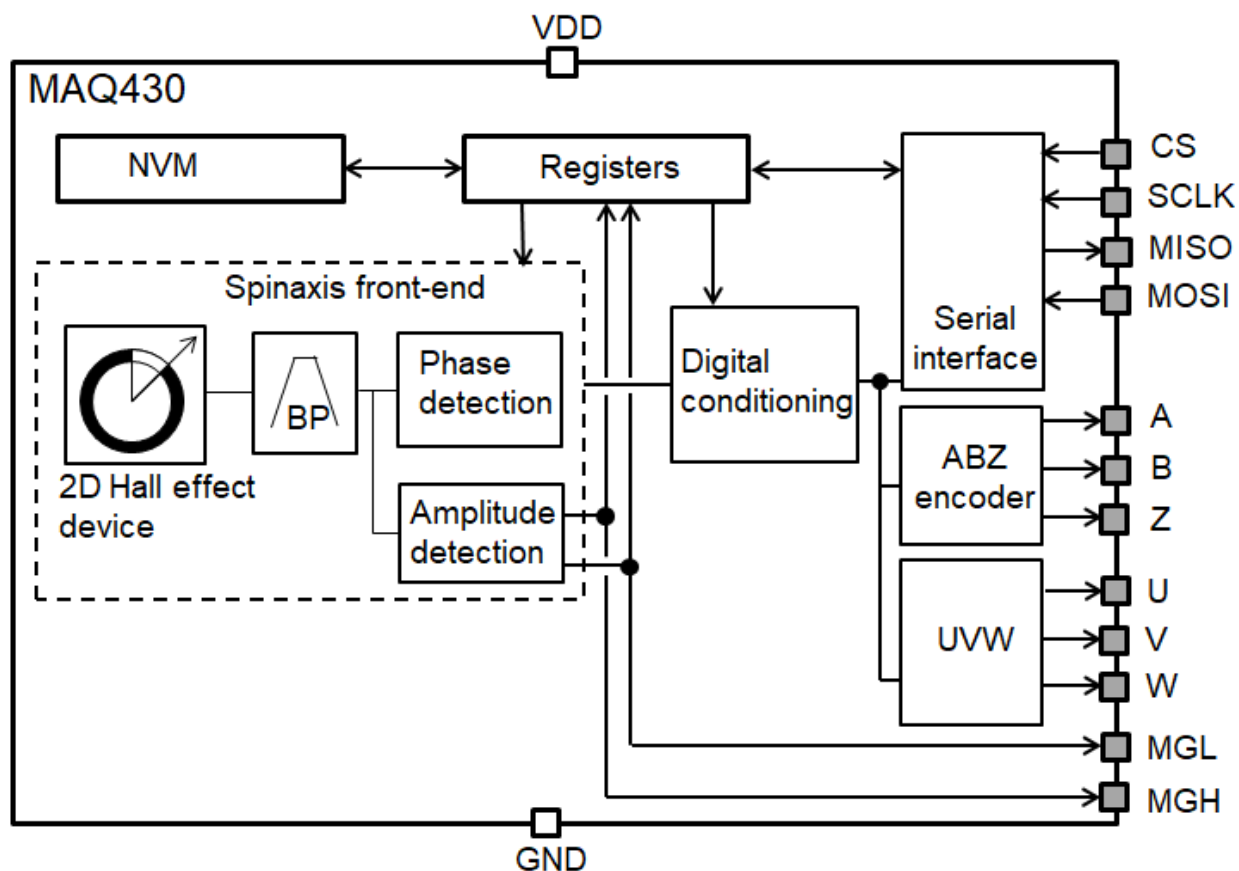 VDD
MAQ430
NVM
Registers
CS
SCLK
MISO
MOSI
Serial
interface
Spinaxis front-end
Phase
detection
BP
2D Hall effect
device
Amplitude
detection
Digital
conditioning
ABZ
encoder
A
B
Z
UVW
U
V
W
MGL
MGH
GND